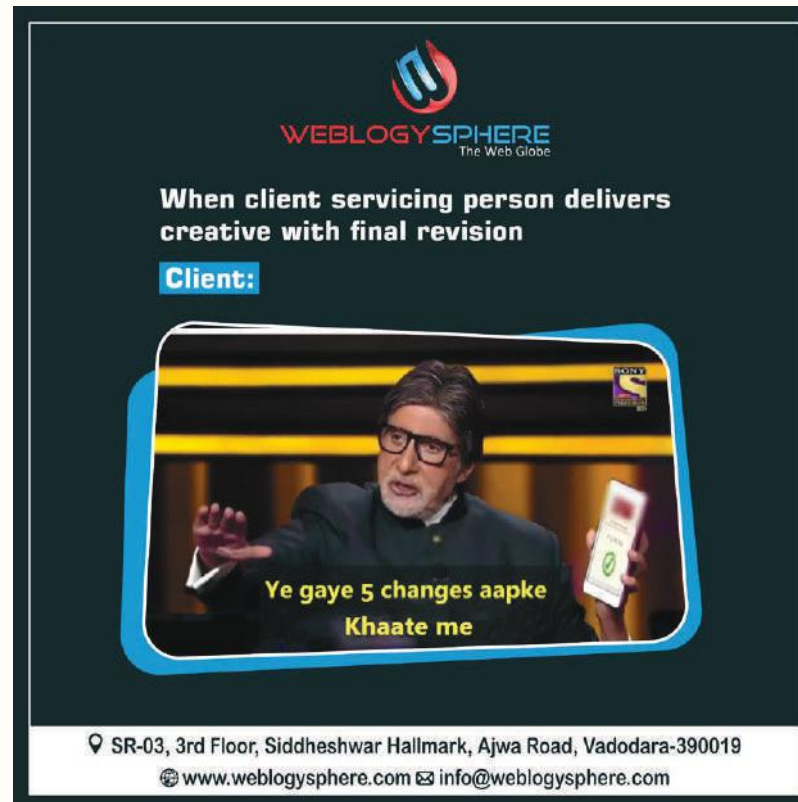 WEBLOGYSPHERE
The Web Globe
When client servicing person delivers
creative with final revision
Client:
SONY
Ye gaye 5 changes aapke
Khaate me
SR-03, 3rd Floor, Siddheshwar Hallmark, Ajwa Road, Vadodara-390019
www.weblogysphere.com info@weblogysphere.com